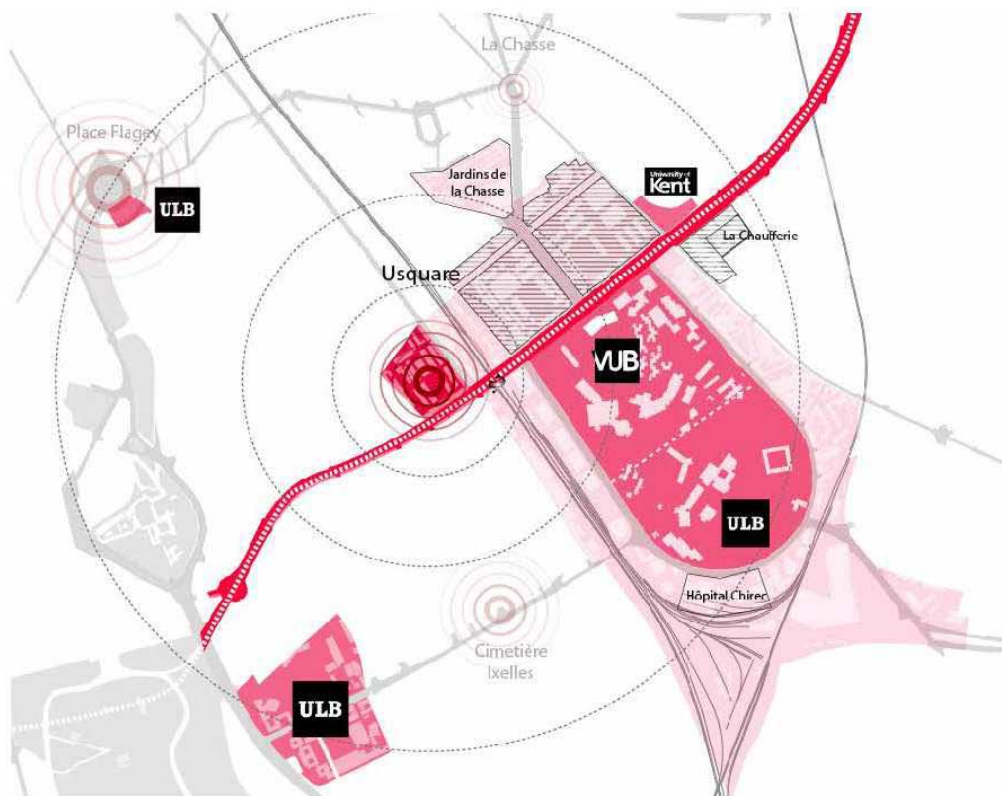 La Chasse
Place Flagey
ULB
Jardins de
la Chasse
University of
Kent
La Chaufferie
Usquare
VUB
ULB
Hôpital Chirec
Cimetière
Ixelles
ULB